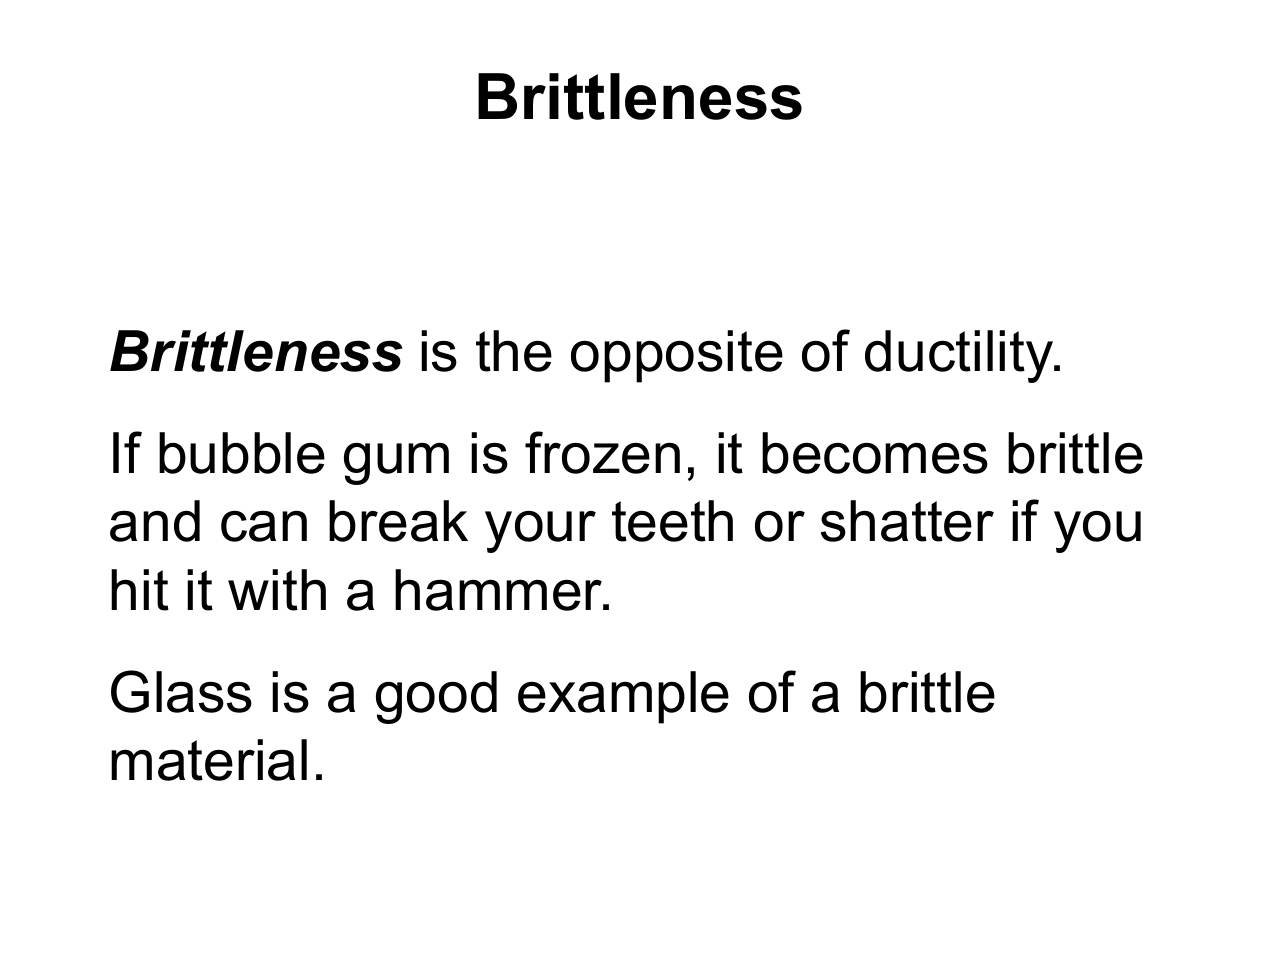 Brittleness
Brittleness is the opposite of ductility.
If bubble gum is frozen, it becomes brittle
and can break your teeth or shatter if you
hit it with a hammer.
Glass is a good example of a brittle
material.